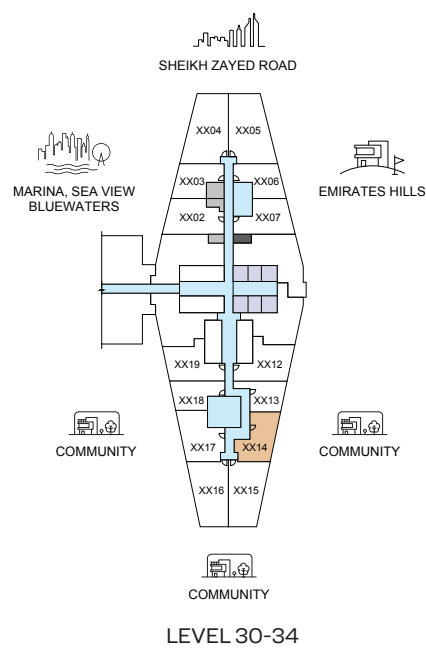 SHEIKH ZAYED ROAD
XX04
XX05
MARINA, SEA VIEW
BLUEWATERS
EMIRATES HILLS
XX03
XX06
XX02
XX07
XX19
XX12
XX18
XX13
COMMUNITY
COMMUNITY
XX17
XX14
XX16
XX15
COMMUNITY
LEVEL 30-34